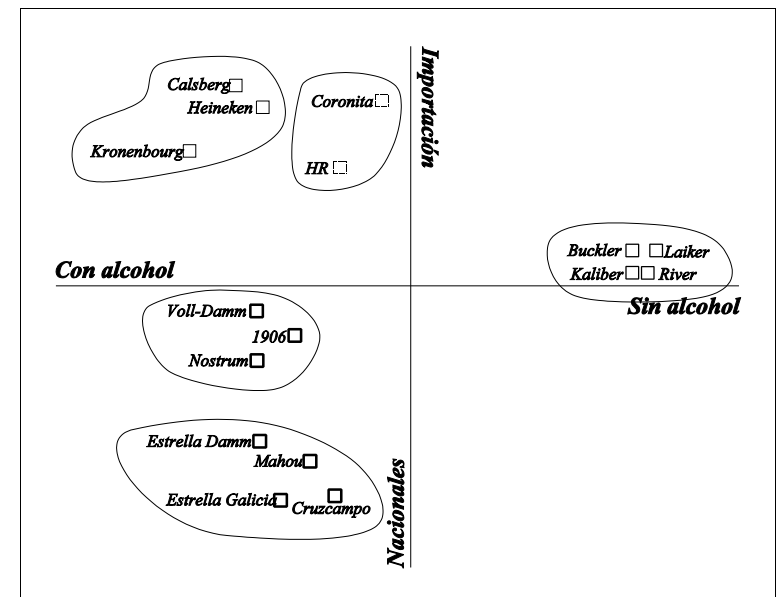 Importación
Calsberg
Heineken
Coronita
Kronenbourg
HR
Buckler
Laiker
Kaliber
River
Con alcohol
Sin alcohol
Voll-Damm
1906
Nostrum
Estrella Damm
Mahou
Estrella Galicia
Cruzcampo
Nacionales